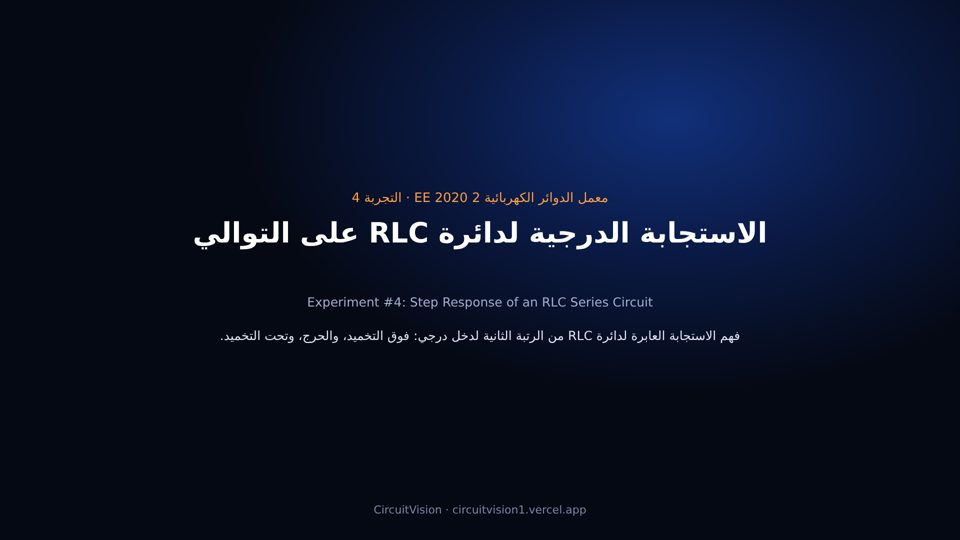 معمل الدوائر الكهربائية 2 EE 2020 · التجربة 4
الاستجابة الدرجية لدائرة RLC على التوالي
Experiment #4: Step Response of an RLC Series Circuit
فهم الاستجابة العابرة لدائرة RLC من الرتبة الثانية لدخل درجي: فوق التخميد، والحرج، وتحت التخميد.
CircuitVision · circuitvision1.vercel.app